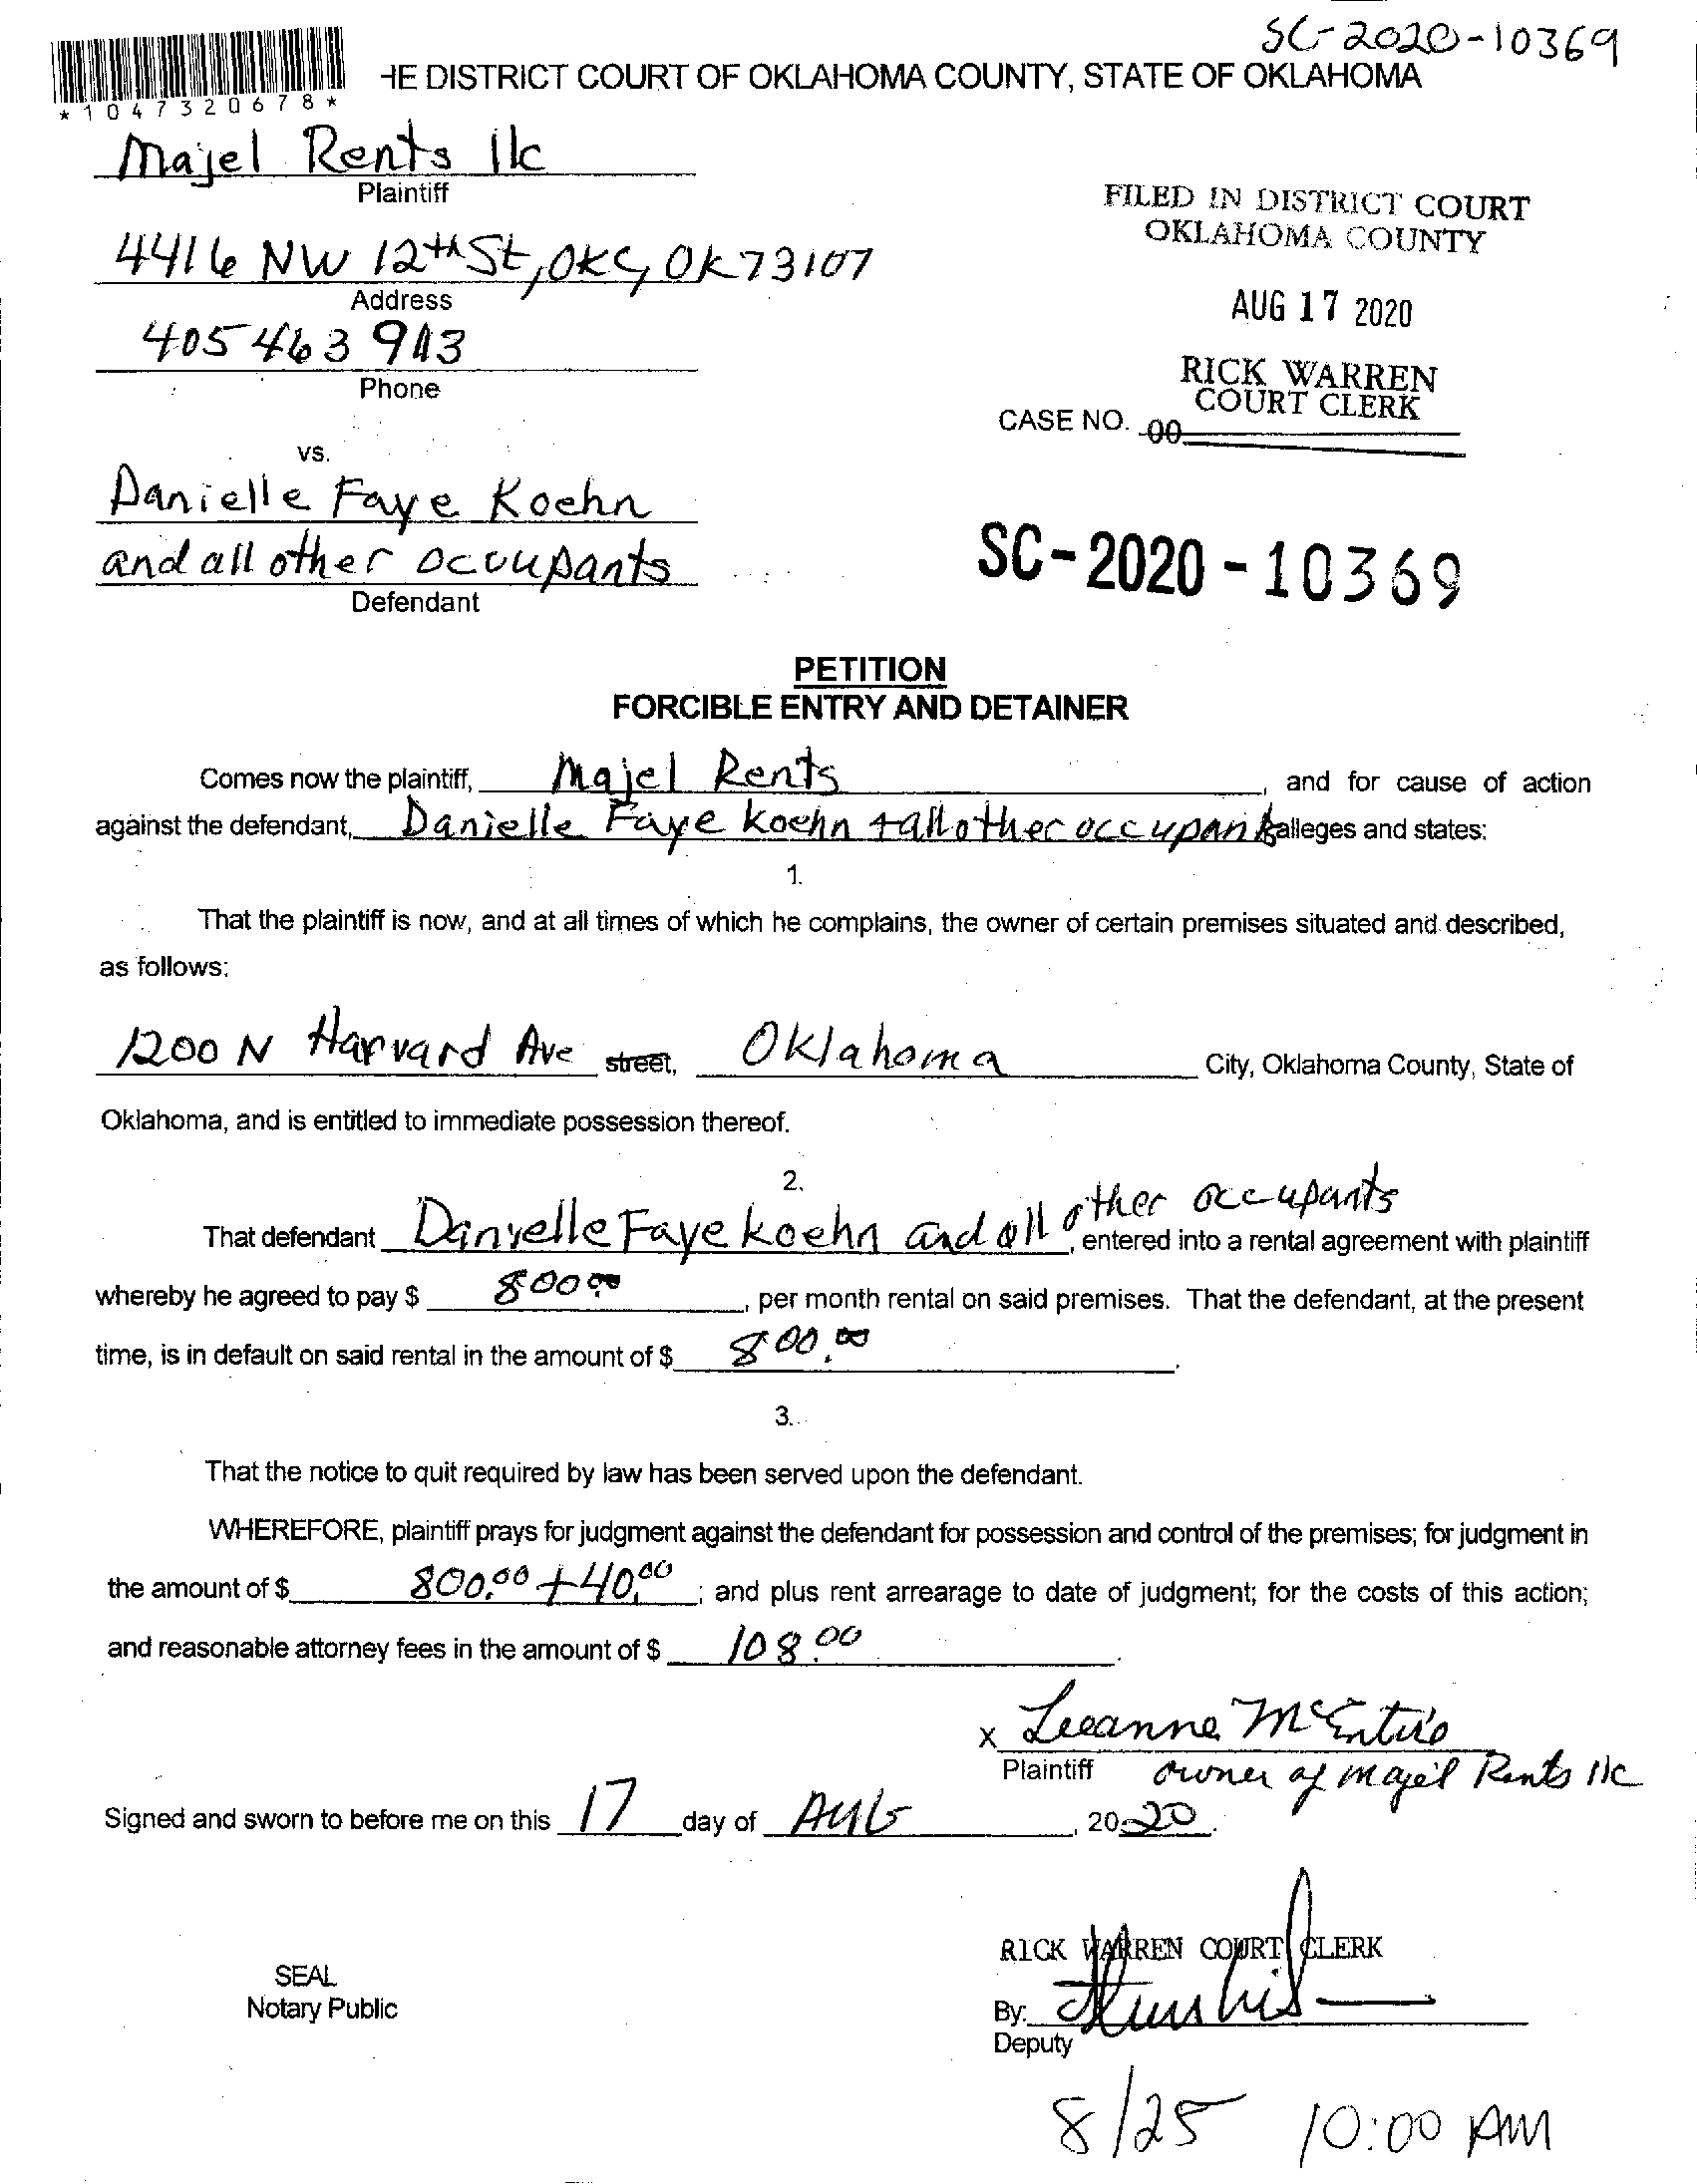 SC-2020-10369
*1047320678*
HE DISTRICT COURT OF OKLAHOMA COUNTY, STATE OF OKLAHOMA
Majel Rents llc
Plaintiff
FILED IN DISTRICT COURT
OKLAHOMA COUNTY
4416 NW 12th St, OKC, OK 73107
Address
AUG 17 2020
405 463
Phone
RICK WARREN
COURT CLERK
CASE NO.
vs.
Danielle Faye Koehn
and all other occupants
Defendant
SC-2020-10369
PETITION
FORCIBLE ENTRY AND DETAINER
Comes now the plaintiff, Majel Rents, and for cause of action
against the defendant, Danielle Faye Koehn + all other occupants alleges and states:
1.
That the plaintiff is now, and at all times of which he complains, the owner of certain premises situated and described,
as follows:
1200 N Harvard Ave street, Oklahoma City, Oklahoma County, State of
Oklahoma, and is entitled to immediate possession thereof.
2.
That defendant Danielle Faye Koehn and all other occupants, entered into a rental agreement with plaintiff
whereby he agreed to pay $ 800.00, per month rental on said premises. That the defendant, at the present
time, is in default on said rental in the amount of $ 800.00.
3.
That the notice to quit required by law has been served upon the defendant.
WHEREFORE, plaintiff prays for judgment against the defendant for possession and control of the premises; for judgment in
the amount of $ 800.00 + 40.00; and plus rent arrearage to date of judgment; for the costs of this action;
and reasonable attorney fees in the amount of $ 108.00.
x Leeanne McEntire
Plaintiff owner of Majel Rents llc
Signed and sworn to before me on this 17 day of AUG, 2020.
RICK WARREN COURT CLERK
SEAL
Notary Public
By:
Deputy
8/25 10:00 AM